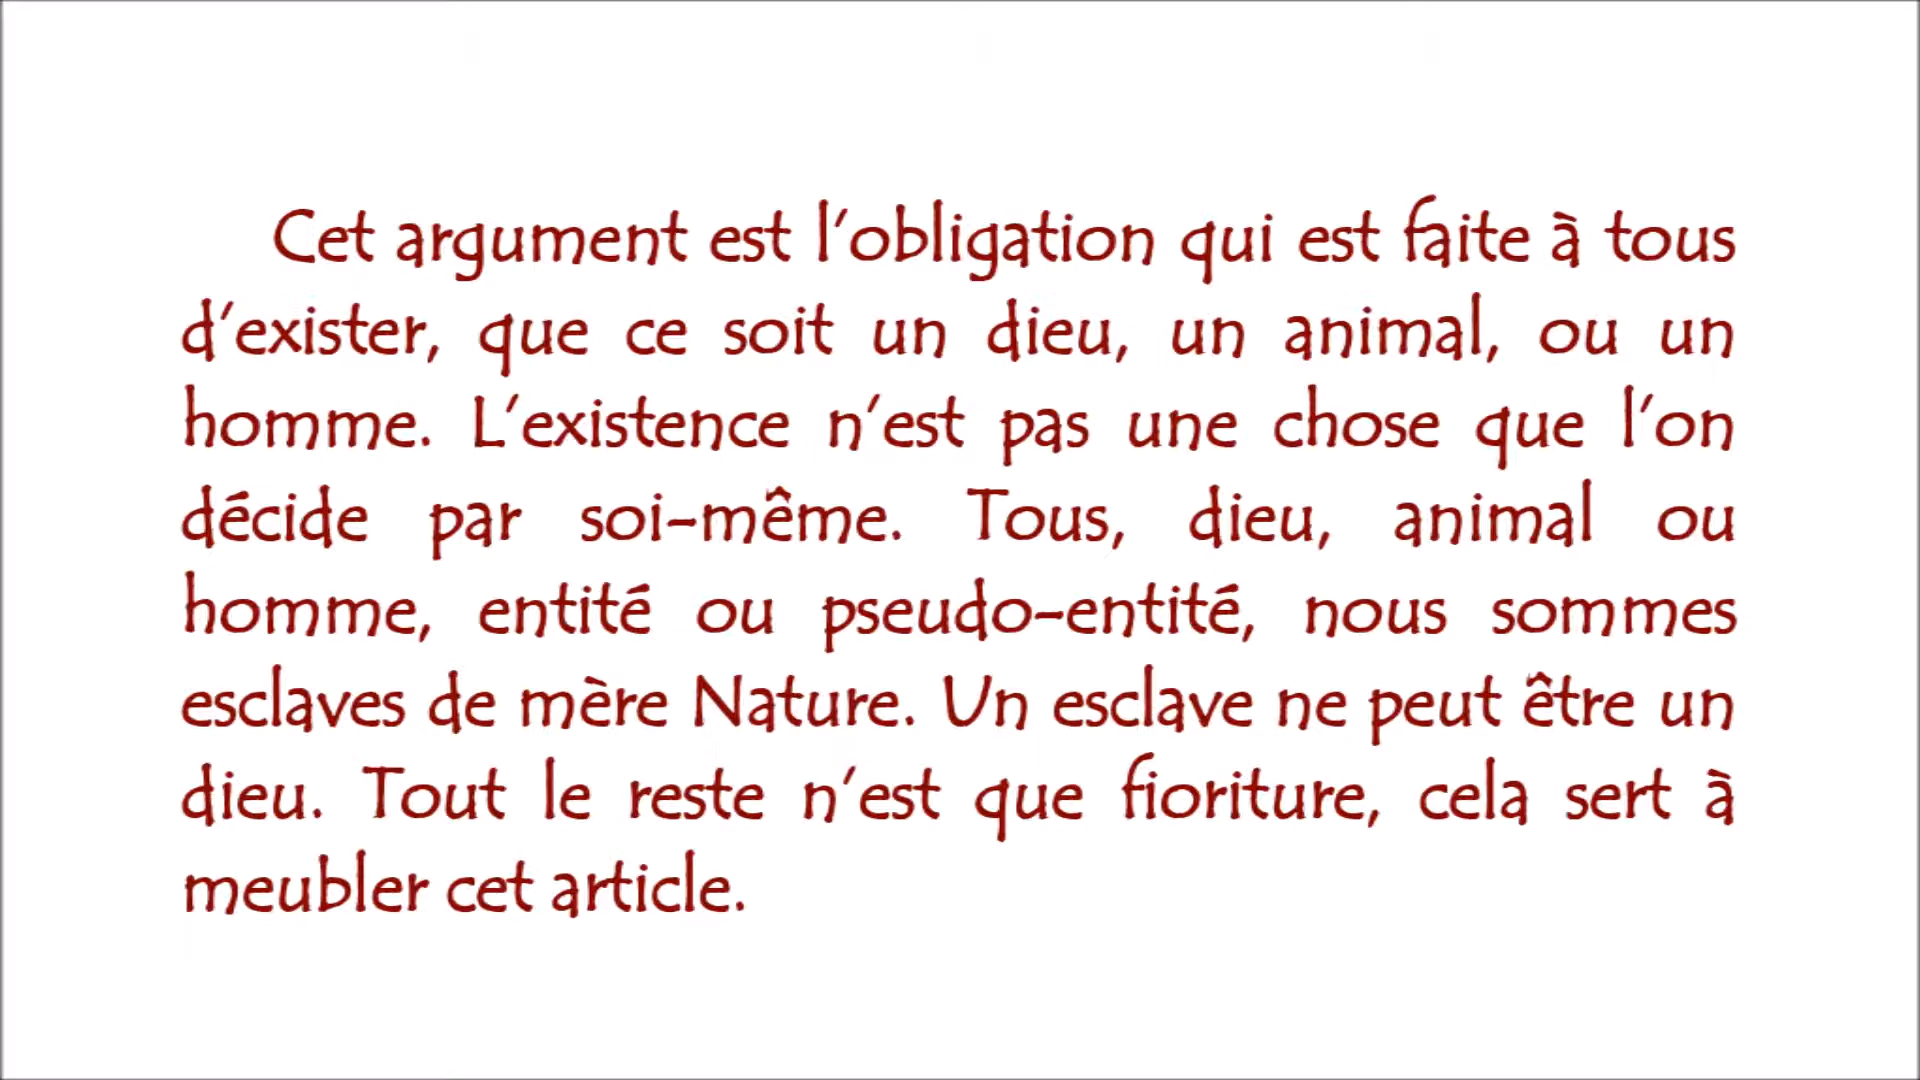 Cet argument est l'obligation qui est faite à tous
d'exister, que ce soit un dieu, un animal, ou un
homme. L'existence n'est pas une chose que l'on
décide par soi-même. Tous, dieu, animal ou
homme, entité ou pseudo-entité, nous sommes
esclaves de mère Nature. Un esclave ne peut être un
dieu. Tout le reste n'est que fioriture, cela sert à
meubler cet article.